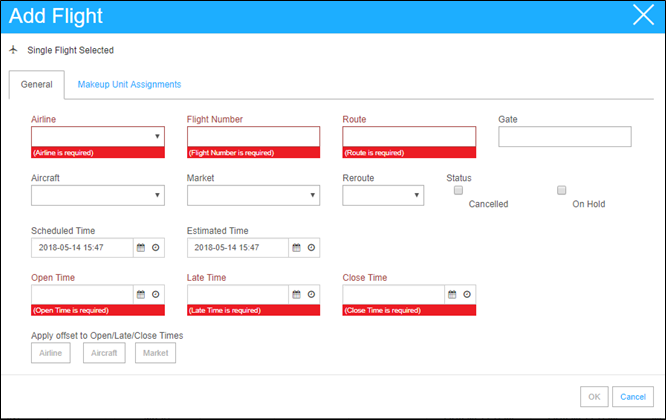 Add Flight
Single Flight Selected
General Makeup Unit Assignments
Airline Flight Number Route Gate
(Airline is required) (Flight Number is required) (Route is required)
Aircraft Market Reroute Status
Cancelled On Hold
Scheduled Time Estimated Time
2018-05-14 15:47 2018-05-14 15:47
Open Time Late Time Close Time
(Open Time is required) (Late Time is required) (Close Time is required)
Apply offset to Open/Late/Close Times
Airline Aircraft Market
OK Cancel